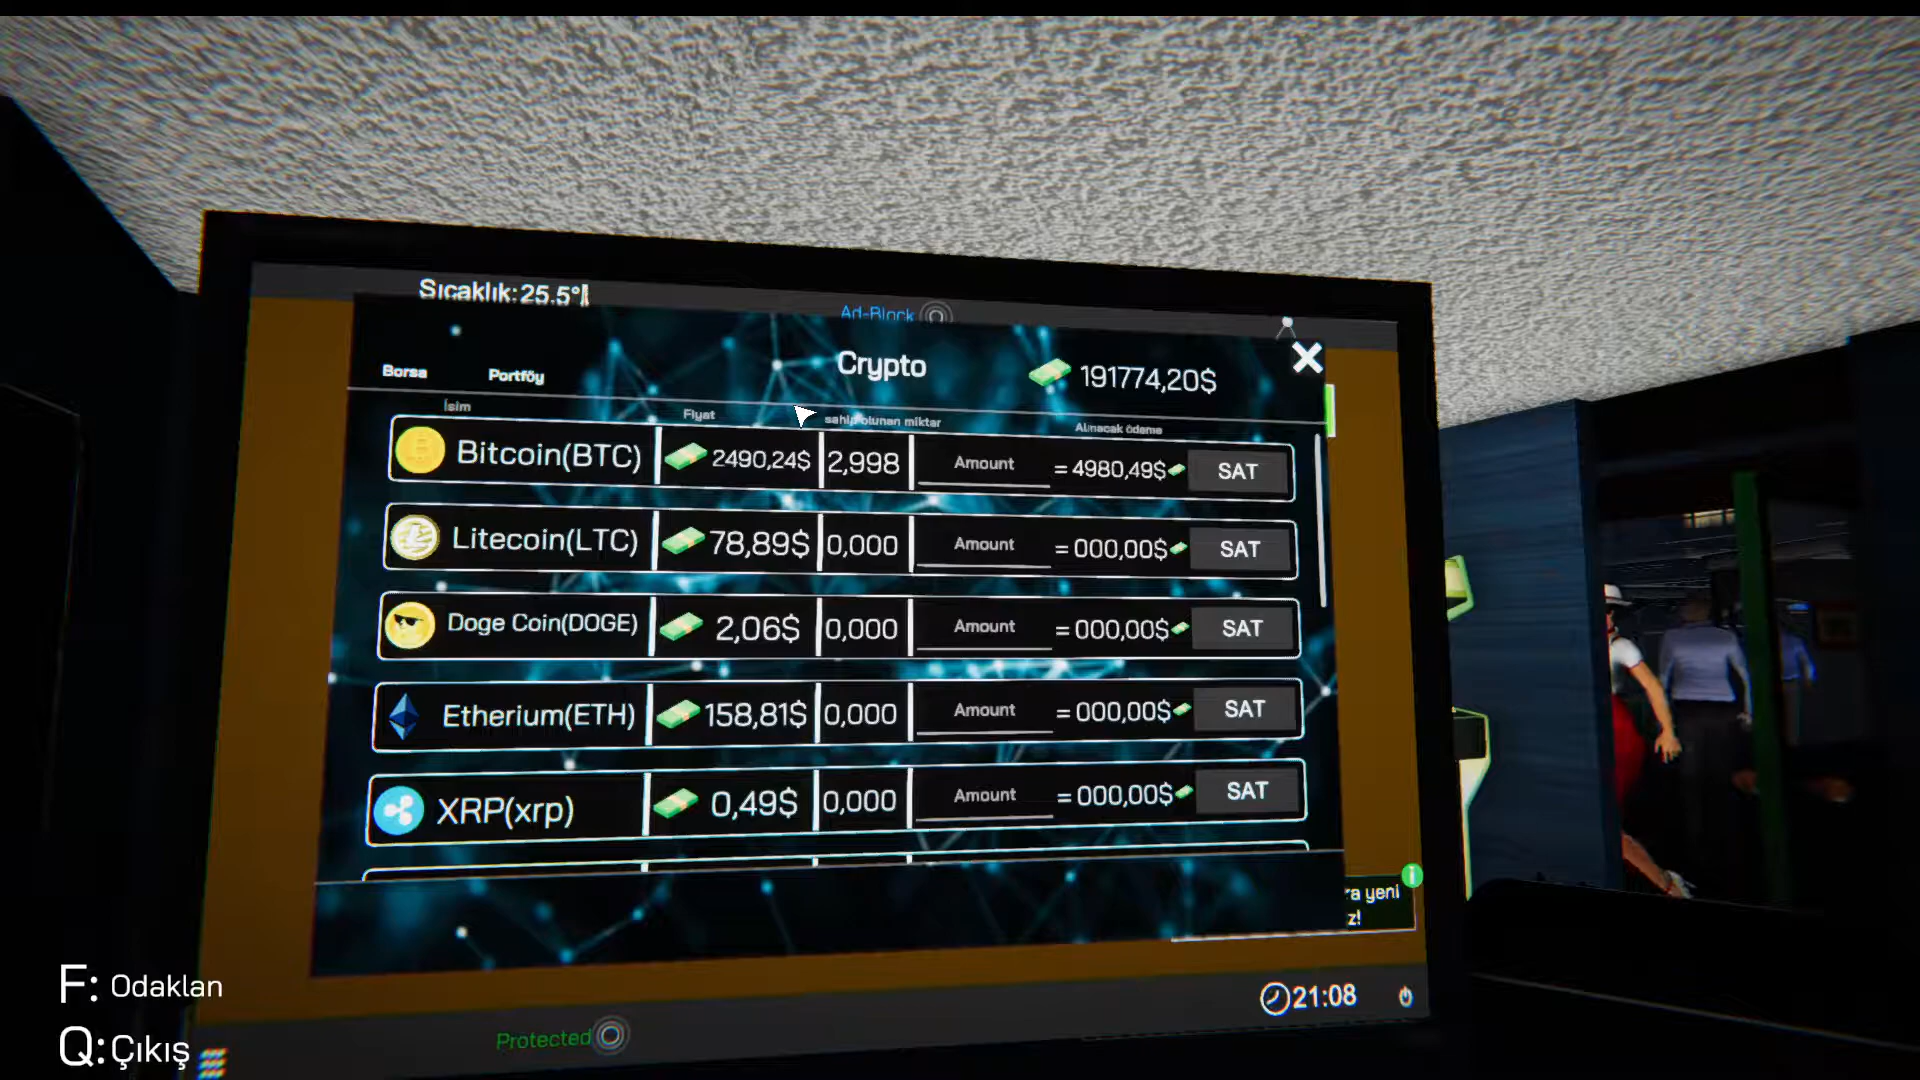 Sıcaklık:25.5°
Ad-Block
Borsa
Portföy
Crypto
191774,20$
İsim
Fiyat
sahip olunan miktar
Alınacak ödeme
Bitcoin(BTC)
2490,24$
2,998
Amount
=4980,49$
SAT
Litecoin(LTC)
78,89$
0,000
Amount
=000,00$
SAT
Doge Coin(DOGE)
2,06$
0,000
Amount
=000,00$
SAT
Etherium(ETH)
158,81$
0,000
Amount
=000,00$
SAT
XRP(xrp)
0,49$
0,000
Amount
=000,00$
SAT
ra yeni
z!
F: Odaklan
21:08
Q:Çıkış
Protected